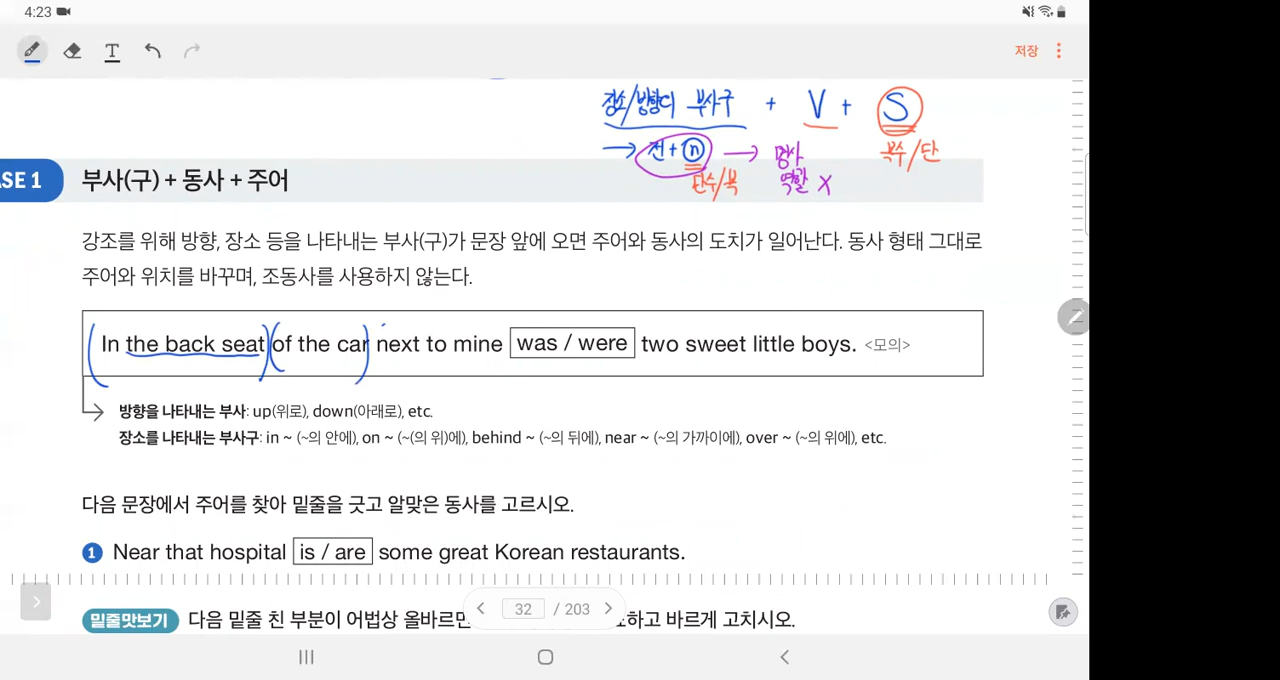 4:23
T
저장
장소/방향 부사구 + V + S
→ 전+ⓝ → 명사 복수/단
단수/복 역할 X
ASE 1 부사(구) + 동사 + 주어
강조를 위해 방향, 장소 등을 나타내는 부사(구)가 문장 앞에 오면 주어와 동사의 도치가 일어난다. 동사 형태 그대로
주어와 위치를 바꾸며, 조동사를 사용하지 않는다.
(In the back seat)(of the car) next to mine was / were two sweet little boys. <모의>
방향을 나타내는 부사: up(위로), down(아래로), etc.
장소를 나타내는 부사구: in ~ (~의 안에), on ~ (~(의 위)에), behind ~ (~의 뒤에), near ~ (~의 가까이에), over ~ (~의 위에), etc.
다음 문장에서 주어를 찾아 밑줄을 긋고 알맞은 동사를 고르시오.
1 Near that hospital is / are some great Korean restaurants.
밑줄맛보기 다음 밑줄 친 부분이 어법상 올바르면 하고 바르게 고치시오.
32 / 203